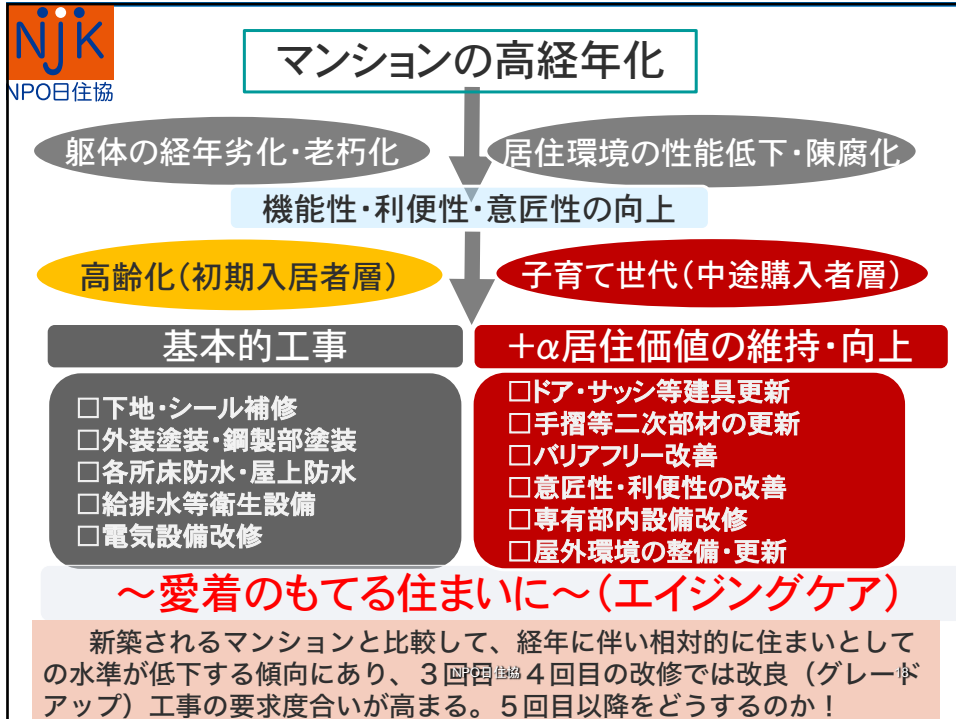 NJK
NPO日住協
マンションの高経年化
躯体の経年劣化・老朽化
居住環境の性能低下・陳腐化
機能性・利便性・意匠性の向上
高齢化(初期入居者層)
子育て世代(中途購入者層)
基本的工事
□下地・シール補修
□外装塗装・鋼製部塗装
□各所床防水・屋上防水
□給排水等衛生設備
□電気設備改修
+α居住価値の維持・向上
□ドア・サッシ等建具更新
□手摺等二次部材の更新
□バリアフリー改善
□意匠性・利便性の改善
□専有部内設備改修
□屋外環境の整備・更新
~愛着のもてる住まいに~(エイジングケア)
新築されるマンションと比較して、経年に伴い相対的に住まいとして
の水準が低下する傾向にあり、3回目 4回目の改修では改良(グレード
アップ)工事の要求度合いが高まる。5回目以降をどうするのか!
NPO日住協
18